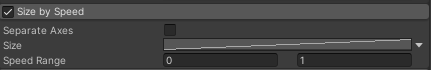 Size by Speed
Separate Axes
Size
Speed Range 0 1